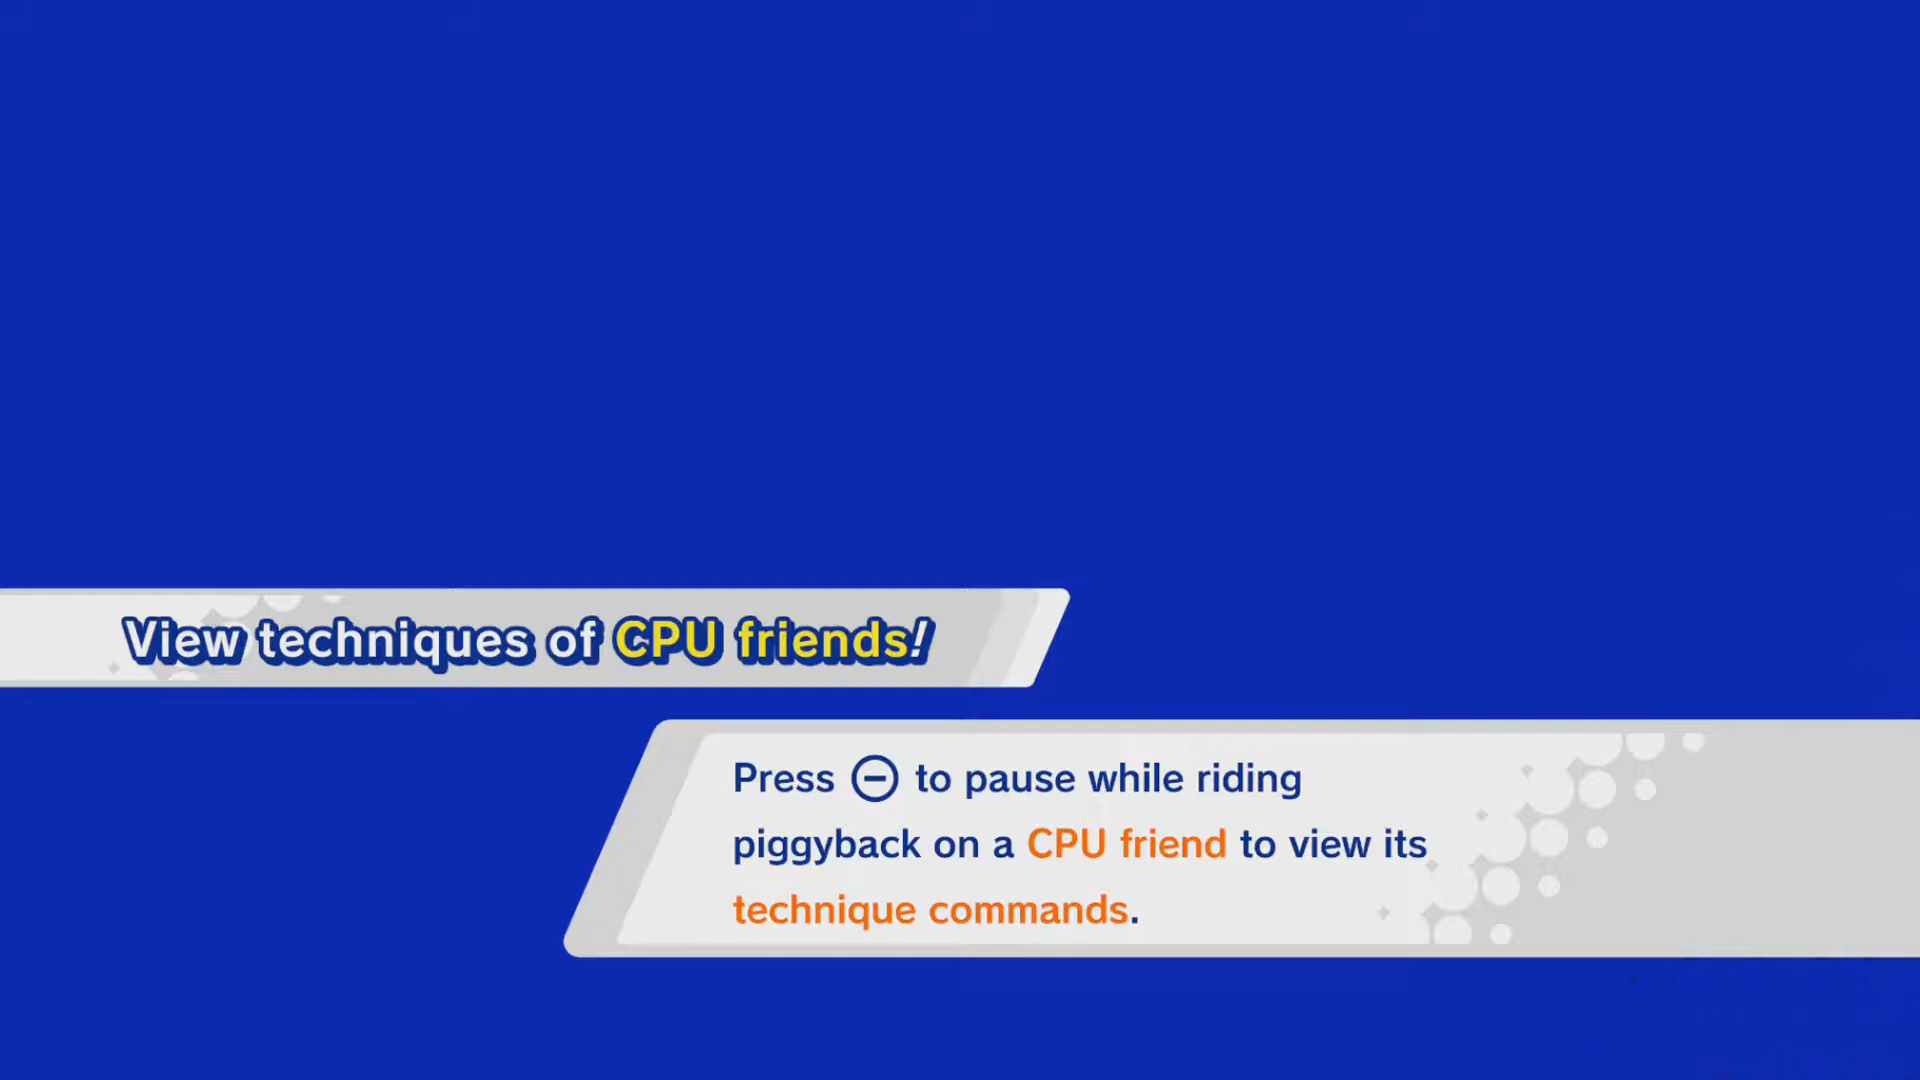 View techniques of CPU friends!
Press ⊖ to pause while riding
piggyback on a CPU friend to view its
technique commands.